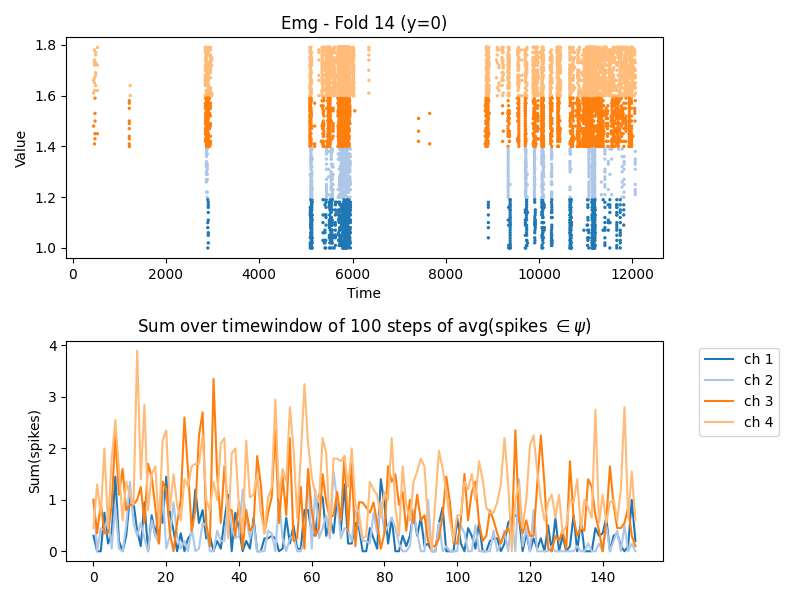 Emg - Fold 14 (y=0)
Value
1.8
1.6
1.4
1.2
1.0
0 2000 4000 6000 8000 10000 12000
Time
Sum over timewindow of 100 steps of avg(spikes ∈ ψ)
Sum(spikes)
4
3
2
1
0
0 20 40 60 80 100 120 140
ch 1
ch 2
ch 3
ch 4